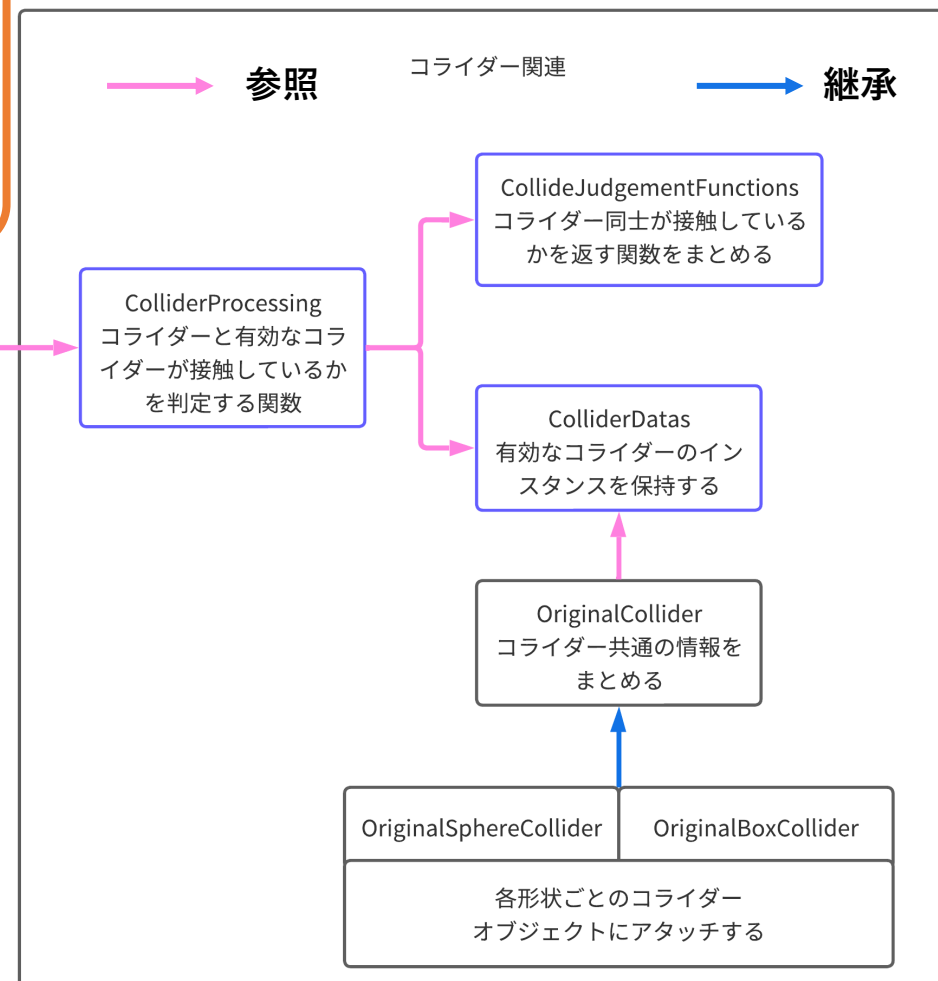 コライダー関連
参照
継承
CollideJudgementFunctions
コライダー同士が接触している
かを返す関数をまとめる
ColliderProcessing
コライダーと有効なコラ
イダーが接触しているか
を判定する関数
ColliderDatas
有効なコライダーのイン
スタンスを保持する
OriginalCollider
コライダー共通の情報を
まとめる
OriginalSphereCollider
OriginalBoxCollider
各形状ごとのコライダー
オブジェクトにアタッチする